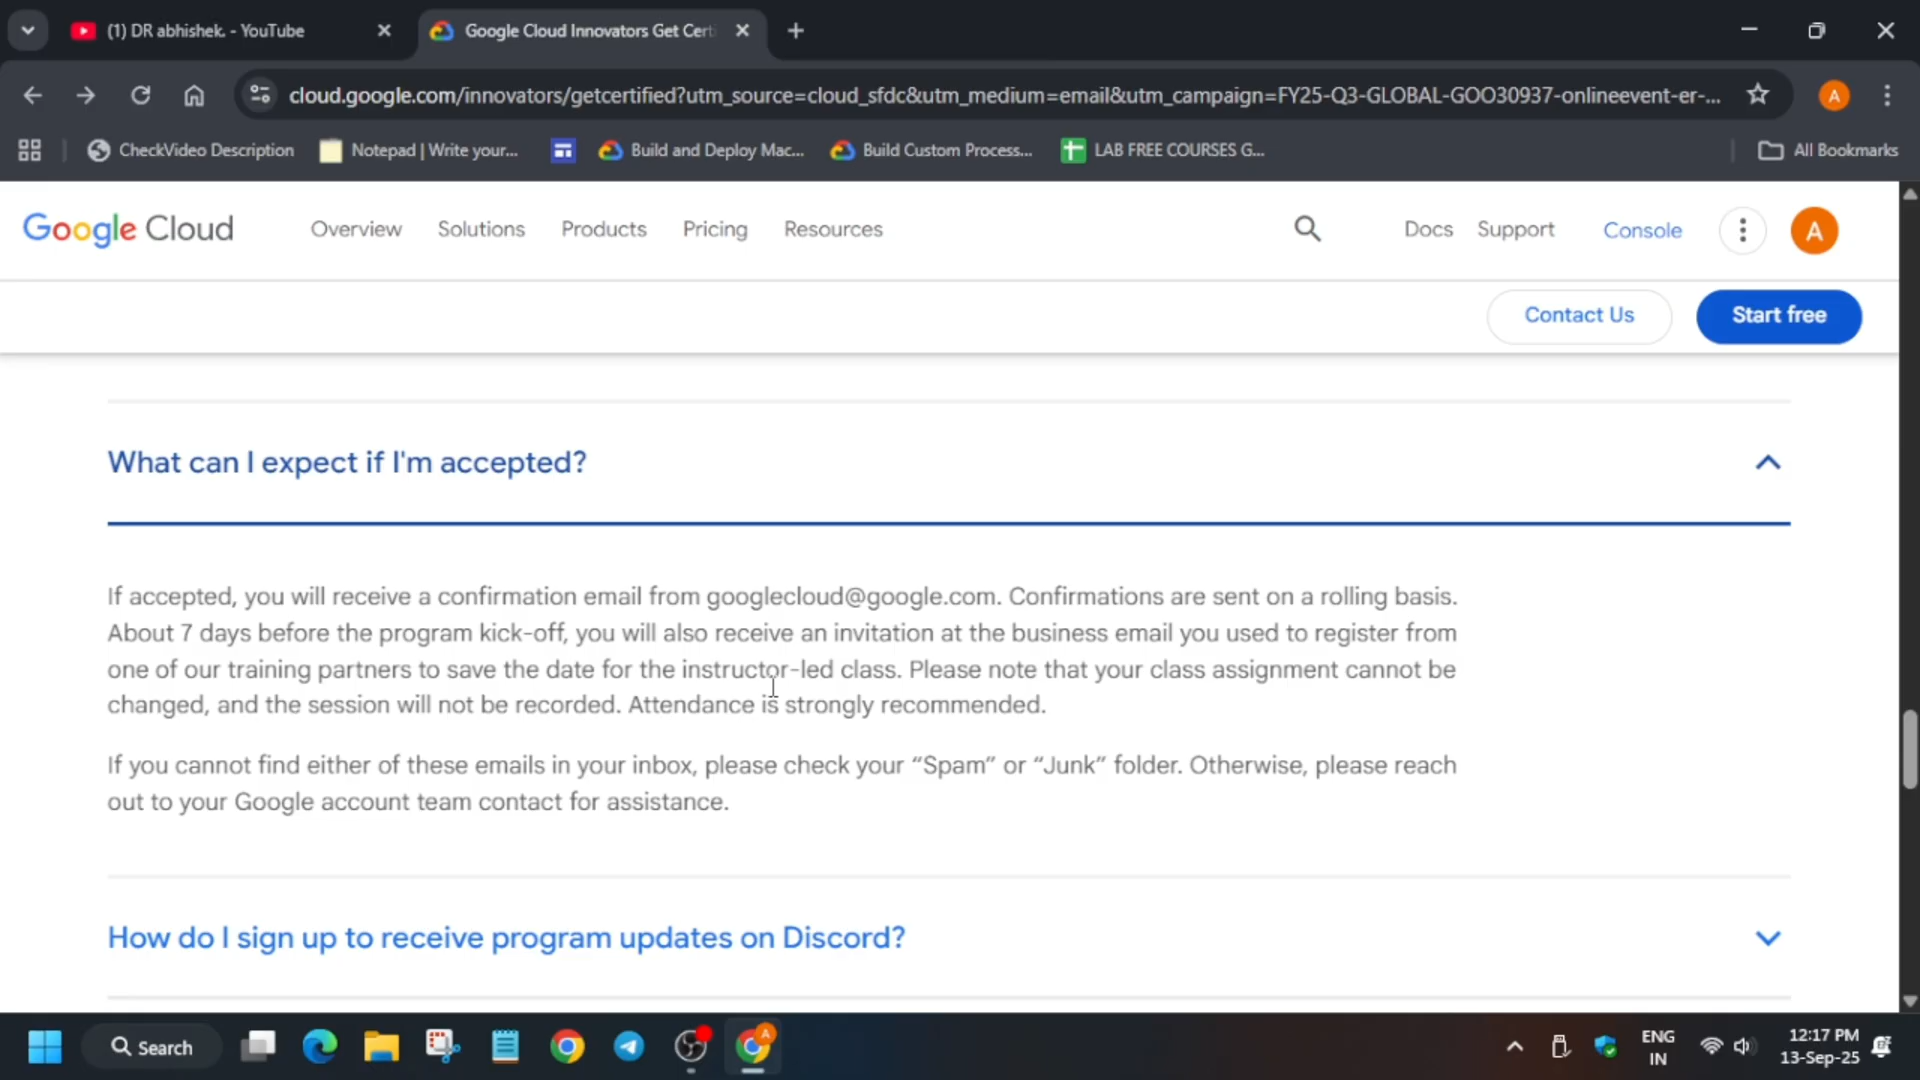 (1) DR abhishek. - YouTube
Google Cloud Innovators Get Certi
cloud.google.com/innovators/getcertified?utm_source=cloud_sfdc&utm_medium=email&utm_campaign=FY25-Q3-GLOBAL-GOO30937-onlineevent-er-...
A
CheckVideo Description
Notepad | Write your...
Build and Deploy Mac...
Build Custom Process...
LAB FREE COURSES G...
All Bookmarks
Google Cloud
Overview
Solutions
Products
Pricing
Resources
Docs
Support
Console
A
Contact Us
Start free
What can I expect if I'm accepted?
If accepted, you will receive a confirmation email from googlecloud@google.com. Confirmations are sent on a rolling basis.
About 7 days before the program kick-off, you will also receive an invitation at the business email you used to register from
one of our training partners to save the date for the instructor-led class. Please note that your class assignment cannot be
changed, and the session will not be recorded. Attendance is strongly recommended.
If you cannot find either of these emails in your inbox, please check your “Spam” or “Junk” folder. Otherwise, please reach
out to your Google account team contact for assistance.
How do I sign up to receive program updates on Discord?
Search
A
ENG
IN
12:17 PM
13-Sep-25